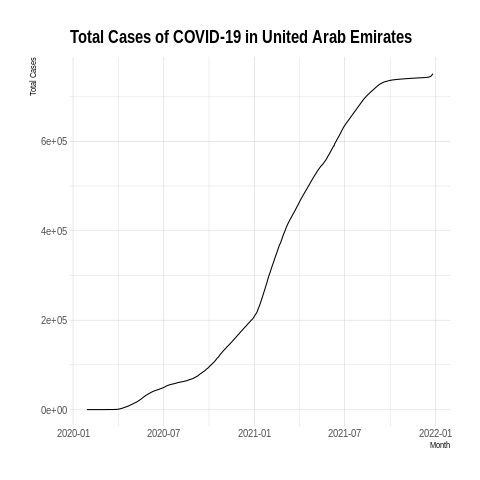 Total Cases of COVID-19 in United Arab Emirates
Total Cases
6e+05
4e+05
2e+05
0e+00
2020-01 2020-07 2021-01 2021-07 2022-01
Month